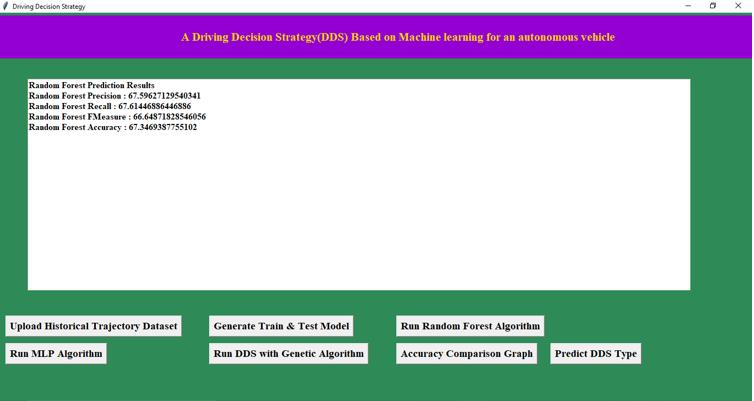 Driving Decision Strategy
A Driving Decision Strategy(DDS) Based on Machine learning for an autonomous vehicle
Random Forest Prediction Results
Random Forest Precision : 67.59627129540341
Random Forest Recall : 67.61446886446886
Random Forest FMeasure : 66.64871828546056
Random Forest Accuracy : 67.3469387755102
Upload Historical Trajectory Dataset
Generate Train & Test Model
Run Random Forest Algorithm
Run MLP Algorithm
Run DDS with Genetic Algorithm
Accuracy Comparison Graph
Predict DDS Type